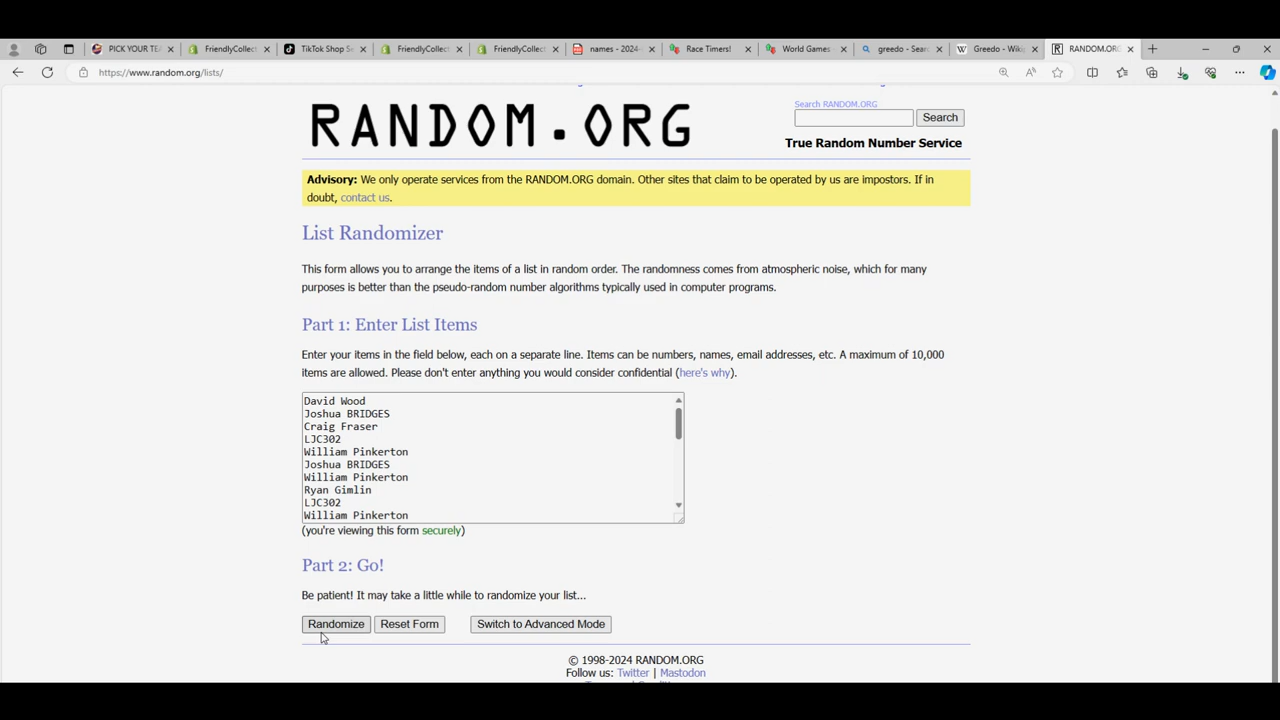 PICK YOUR TEA
FriendlyCollect
TikTok Shop Se
FriendlyCollect
FriendlyCollect
names - 2024-
Race Timers!
World Games
greedo - Sear
Greedo - Wiki
RANDOM.ORG
https://www.random.org/lists/
RANDOM.ORG
Search RANDOM.ORG
Search
True Random Number Service
Advisory: We only operate services from the RANDOM.ORG domain. Other sites that claim to be operated by us are impostors. If in
doubt, contact us.
List Randomizer
This form allows you to arrange the items of a list in random order. The randomness comes from atmospheric noise, which for many
purposes is better than the pseudo-random number algorithms typically used in computer programs.
Part 1: Enter List Items
Enter your items in the field below, each on a separate line. Items can be numbers, names, email addresses, etc. A maximum of 10,000
items are allowed. Please don't enter anything you would consider confidential (here's why).
David Wood
Joshua BRIDGES
Craig Fraser
LJC302
William Pinkerton
Joshua BRIDGES
William Pinkerton
Ryan Gimlin
LJC302
William Pinkerton
(you're viewing this form securely)
Part 2: Go!
Be patient! It may take a little while to randomize your list...
Randomize Reset Form Switch to Advanced Mode
© 1998-2024 RANDOM.ORG
Follow us: Twitter | Mastodon